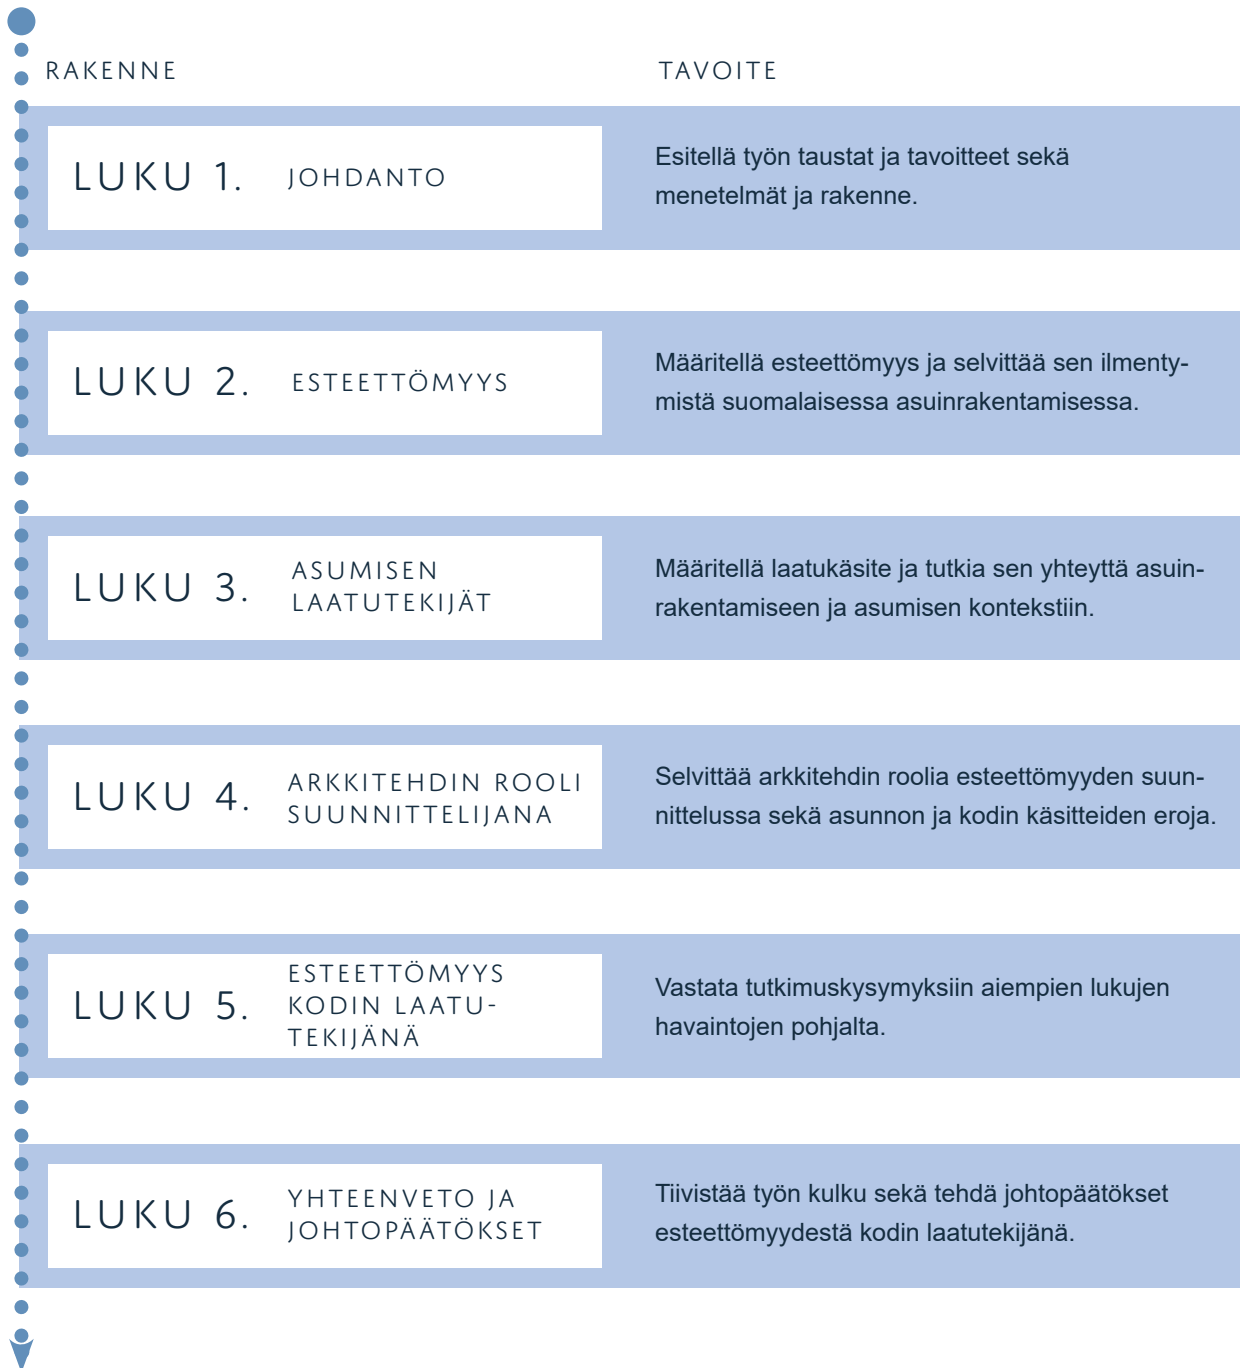 RAKENNE
TAVOITE
LUKU 1.
JOHDANTO
Esitellä työn taustat ja tavoitteet sekä
menetelmät ja rakenne.
LUKU 2.
ESTEETTÖMYYS
Määritellä esteettömyys ja selvittää sen ilmenty-
mistä suomalaisessa asuinrakentamisessa.
LUKU 3.
ASUMISEN
LAATUTEKIJÄT
Määritellä laatukäsite ja tutkia sen yhteyttä asuin-
rakentamiseen ja asumisen kontekstiin.
LUKU 4.
ARKKITEHDIN ROOLI
SUUNNITTELIJANA
Selvittää arkkitehdin roolia esteettömyyden suun-
nittelussa sekä asunnon ja kodin käsitteiden eroja.
LUKU 5.
ESTEETTÖMYYS
KODIN LAATU-
TEKIJÄNÄ
Vastata tutkimuskysymyksiin aiempien lukujen
havaintojen pohjalta.
LUKU 6.
YHTEENVETO JA
JOHTOPÄÄTÖKSET
Tiivistää työn kulku sekä tehdä johtopäätökset
esteettömyydestä kodin laatutekijänä.